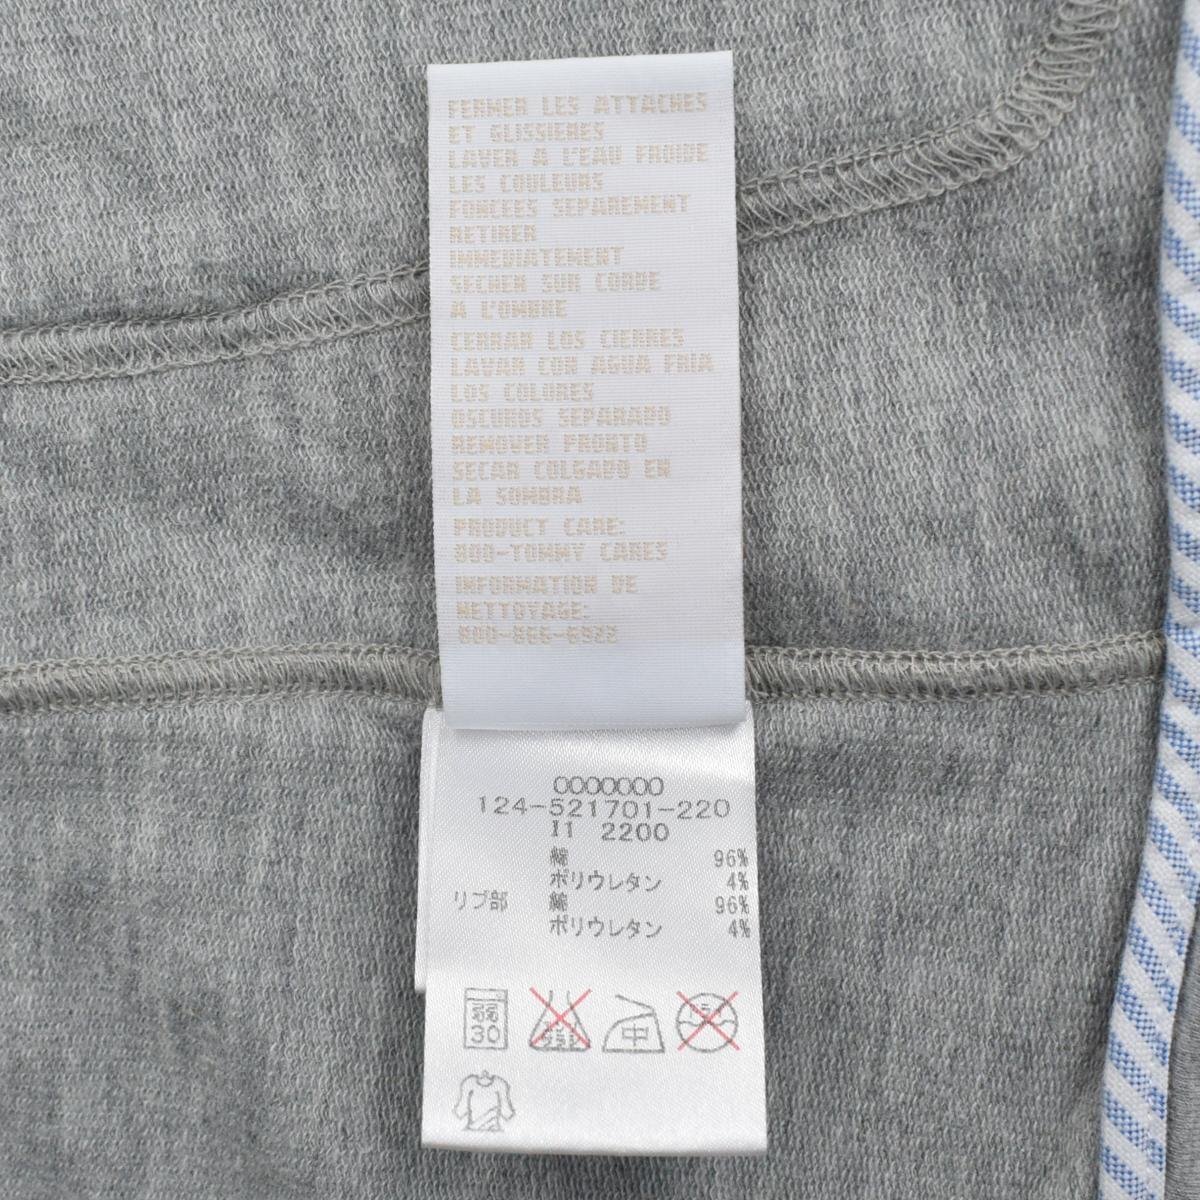 FERMER LES ATTACHES
ET GLISSIERES
LAVER A L'EAU FROIDE
LES COULEURS
FONCEES SEPAREMENT
RETIRER
IMMEDIATEMENT
SECHER SUR CORDE
A L'OMBRE
CERRAR LOS CIERRES
LAVAR CON AGUA FRIA
LOS COLORES
OSCUROS SEPARADO
REMOVER PRONTO
SECAR COLGADO EN
LA SOMBRA
PRODUCT CARE:
800-TOMMY CARES
INFORMATION DE
NETTOYAGE:
800-866-6922
0000000
124-521701-220
I1 2200
綿 96%
ポリウレタン 4%
リブ部 綿 96%
ポリウレタン 4%
弱
30
中